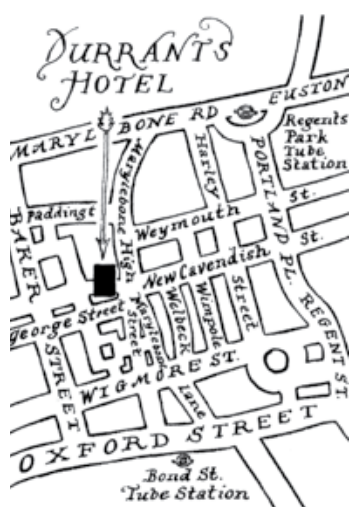 DURRANTS
HOTEL
MARYLEBONE RD
EUSTON
Regents
Park
Tube
Station
PORTLAND PL.
Harley
Marylebone High
Paddingt
Weymouth
St.
BAKER
STREET
New Cavendish
St.
George Street
Marylebone
Street
Welbeck
Wimpole
Street
REGENT ST.
WIGMORE ST.
Lane
OXFORD STREET
Bond St.
Tube Station